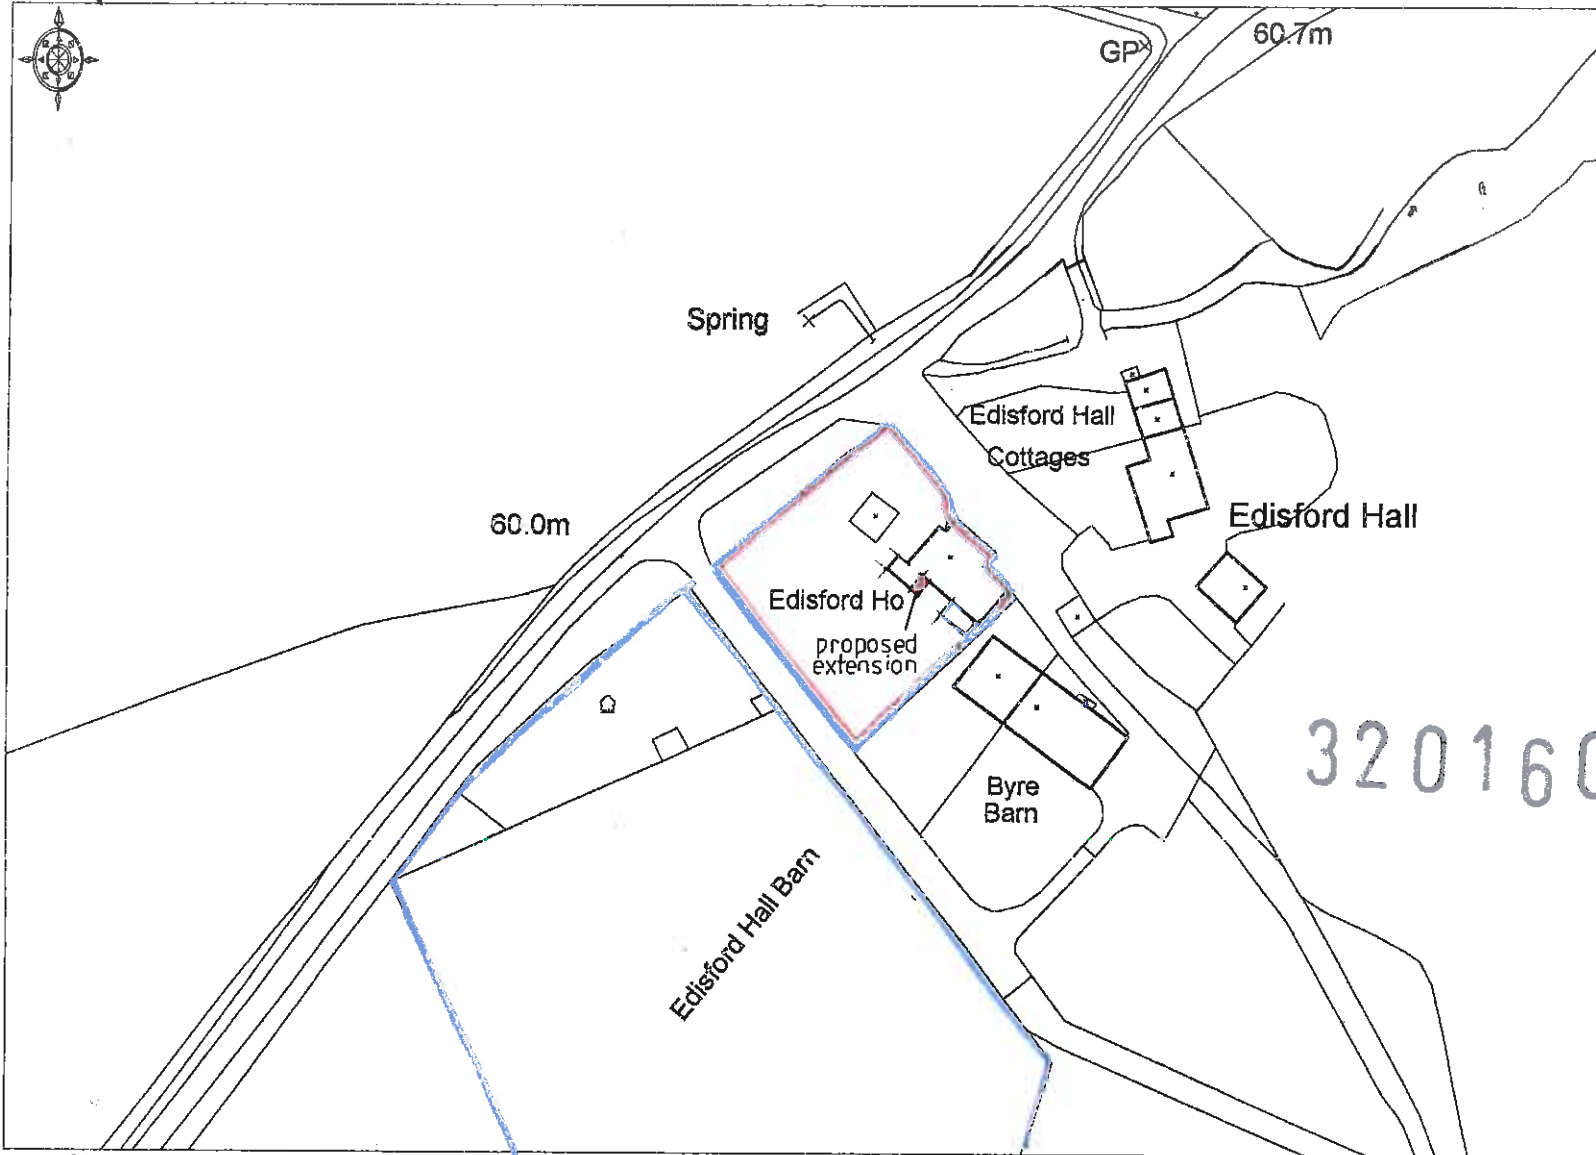 60.7m
GP
Spring
Edisford Hall
Cottages
Edisford Hall
60.0m
Edisford Ho
proposed
extension
Byre
Barn
Edisford Hall Barn